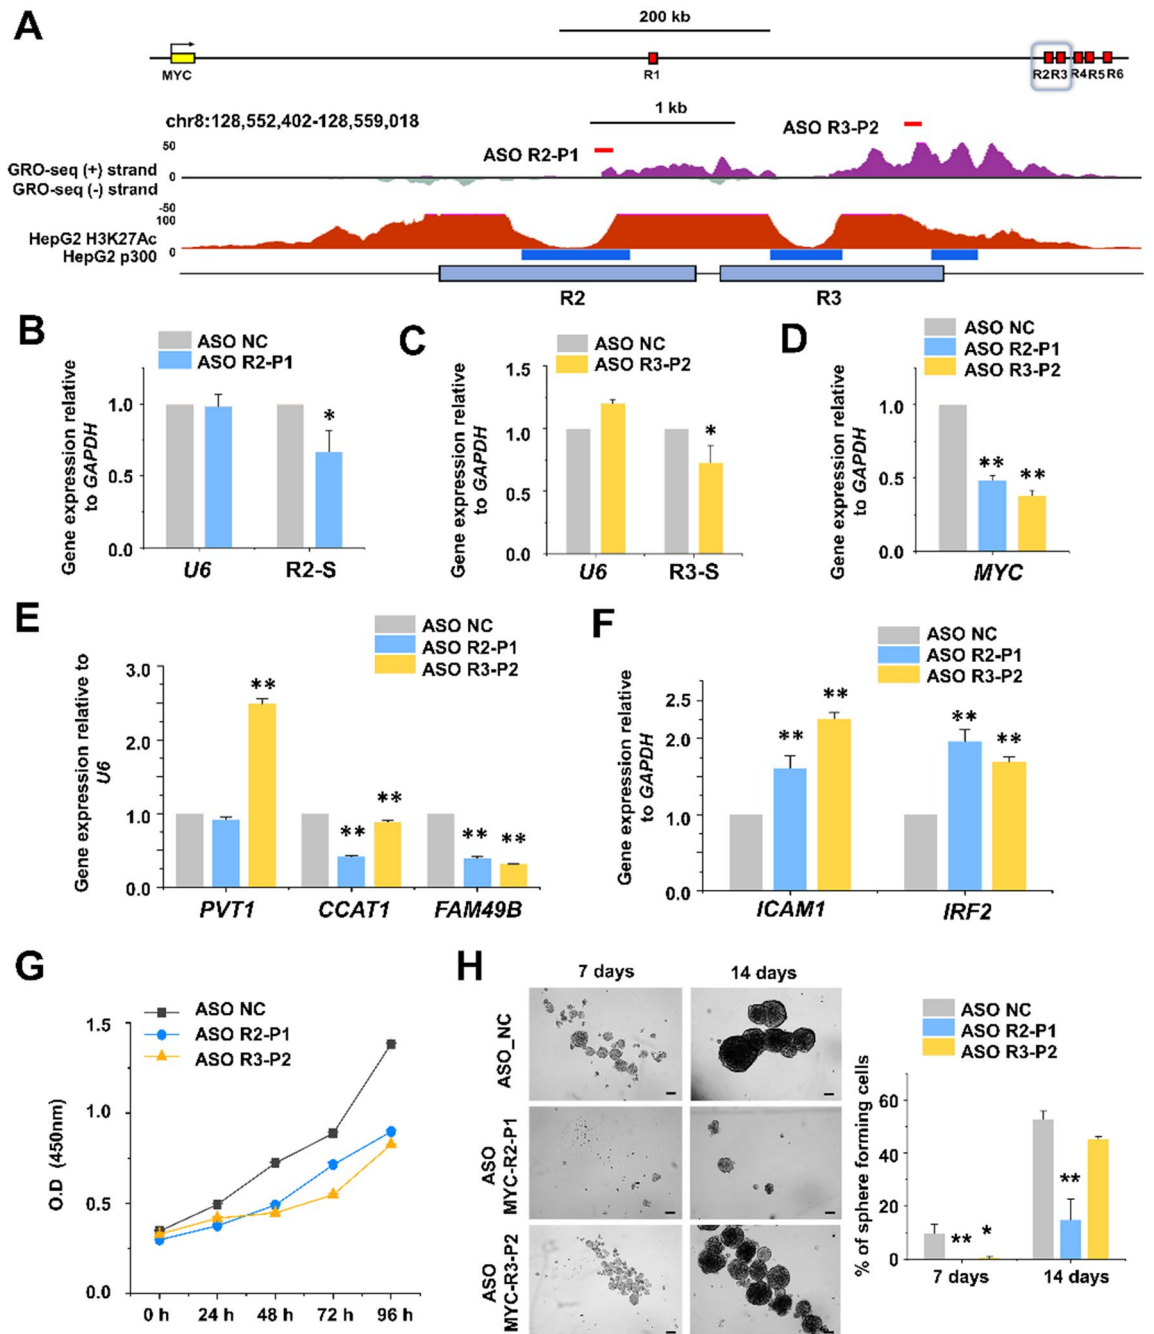 A
200 kb
MYC
R1
R2R3 R4R5 R6
chr8:128,552,402-128,559,018
1 kb
ASO R2-P1
ASO R3-P2
50
GRO-seq (+) strand
0
GRO-seq (-) strand
-50
100
HepG2 H3K27Ac
HepG2 p300
0
R2
R3
B
ASO NC
ASO R2-P1
Gene expression relative
to GAPDH
1.0
0.5
0.0
*
U6
R2-S
C
ASO NC
ASO R3-P2
Gene expression relative
to GAPDH
1.5
1.0
0.5
0.0
*
U6
R3-S
D
ASO NC
ASO R2-P1
ASO R3-P2
Gene expression relative
to GAPDH
1.0
0.5
0.0
**
**
MYC
E
ASO NC
ASO R2-P1
ASO R3-P2
Gene expression relative to
U6
3.0
2.0
1.0
0.0
**
**
**
**
**
PVT1
CCAT1
FAM49B
F
ASO NC
ASO R2-P1
ASO R3-P2
Gene expression relative
to GAPDH
2.5
2.0
1.0
0.0
**
**
**
**
ICAM1
IRF2
G
ASO NC
ASO R2-P1
ASO R3-P2
O.D (450nm)
1.5
1.0
0.5
0.0
0 h
24 h
48 h
72 h
96 h
H
7 days
14 days
ASO_NC
ASO
MYC-R2-P1
ASO
MYC-R3-P2
ASO NC
ASO R2-P1
ASO R3-P2
% of sphere forming cells
60
40
20
0
**
*
**
7 days
14 days